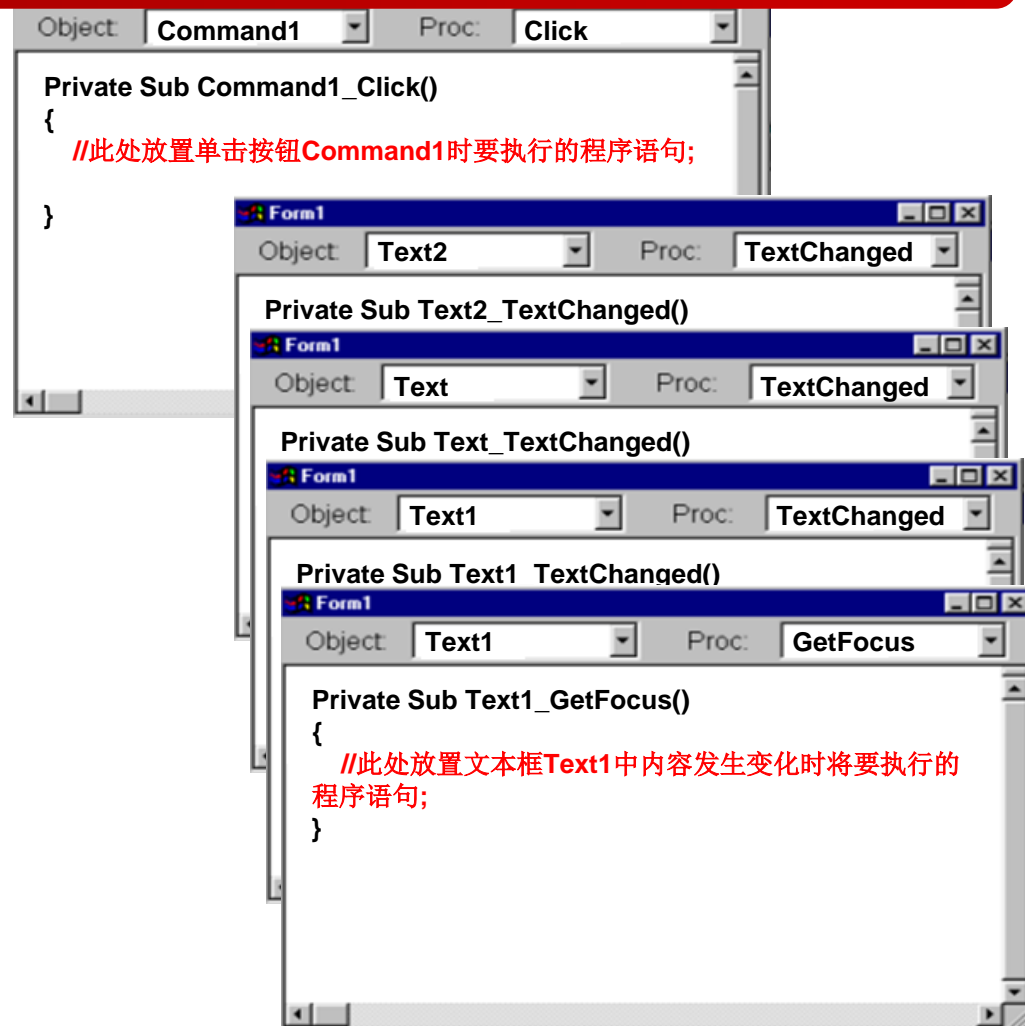 Object: Command1 Proc: Click
Private Sub Command1_Click()
{
//此处放置单击按钮Command1时要执行的程序语句;
}
Form1
Object: Text2 Proc: TextChanged
Private Sub Text2_TextChanged()
Form1
Object: Text Proc: TextChanged
Private Sub Text_TextChanged()
Form1
Object: Text1 Proc: TextChanged
Private Sub Text1_TextChanged()
Form1
Object: Text1 Proc: GetFocus
Private Sub Text1_GetFocus()
{
//此处放置文本框Text1中内容发生变化时将要执行的
程序语句;
}